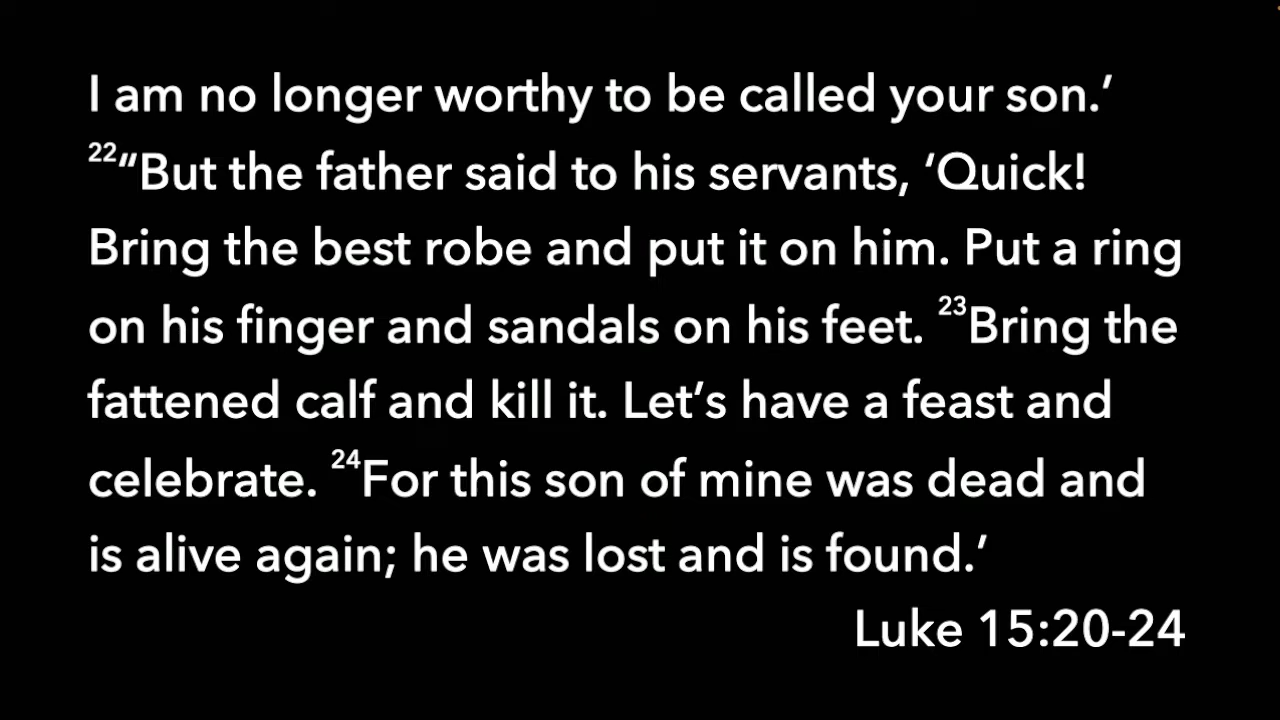 I am no longer worthy to be called your son.’
22“But the father said to his servants, ‘Quick!
Bring the best robe and put it on him. Put a ring
on his finger and sandals on his feet. 23Bring the
fattened calf and kill it. Let’s have a feast and
celebrate. 24For this son of mine was dead and
is alive again; he was lost and is found.’
Luke 15:20-24